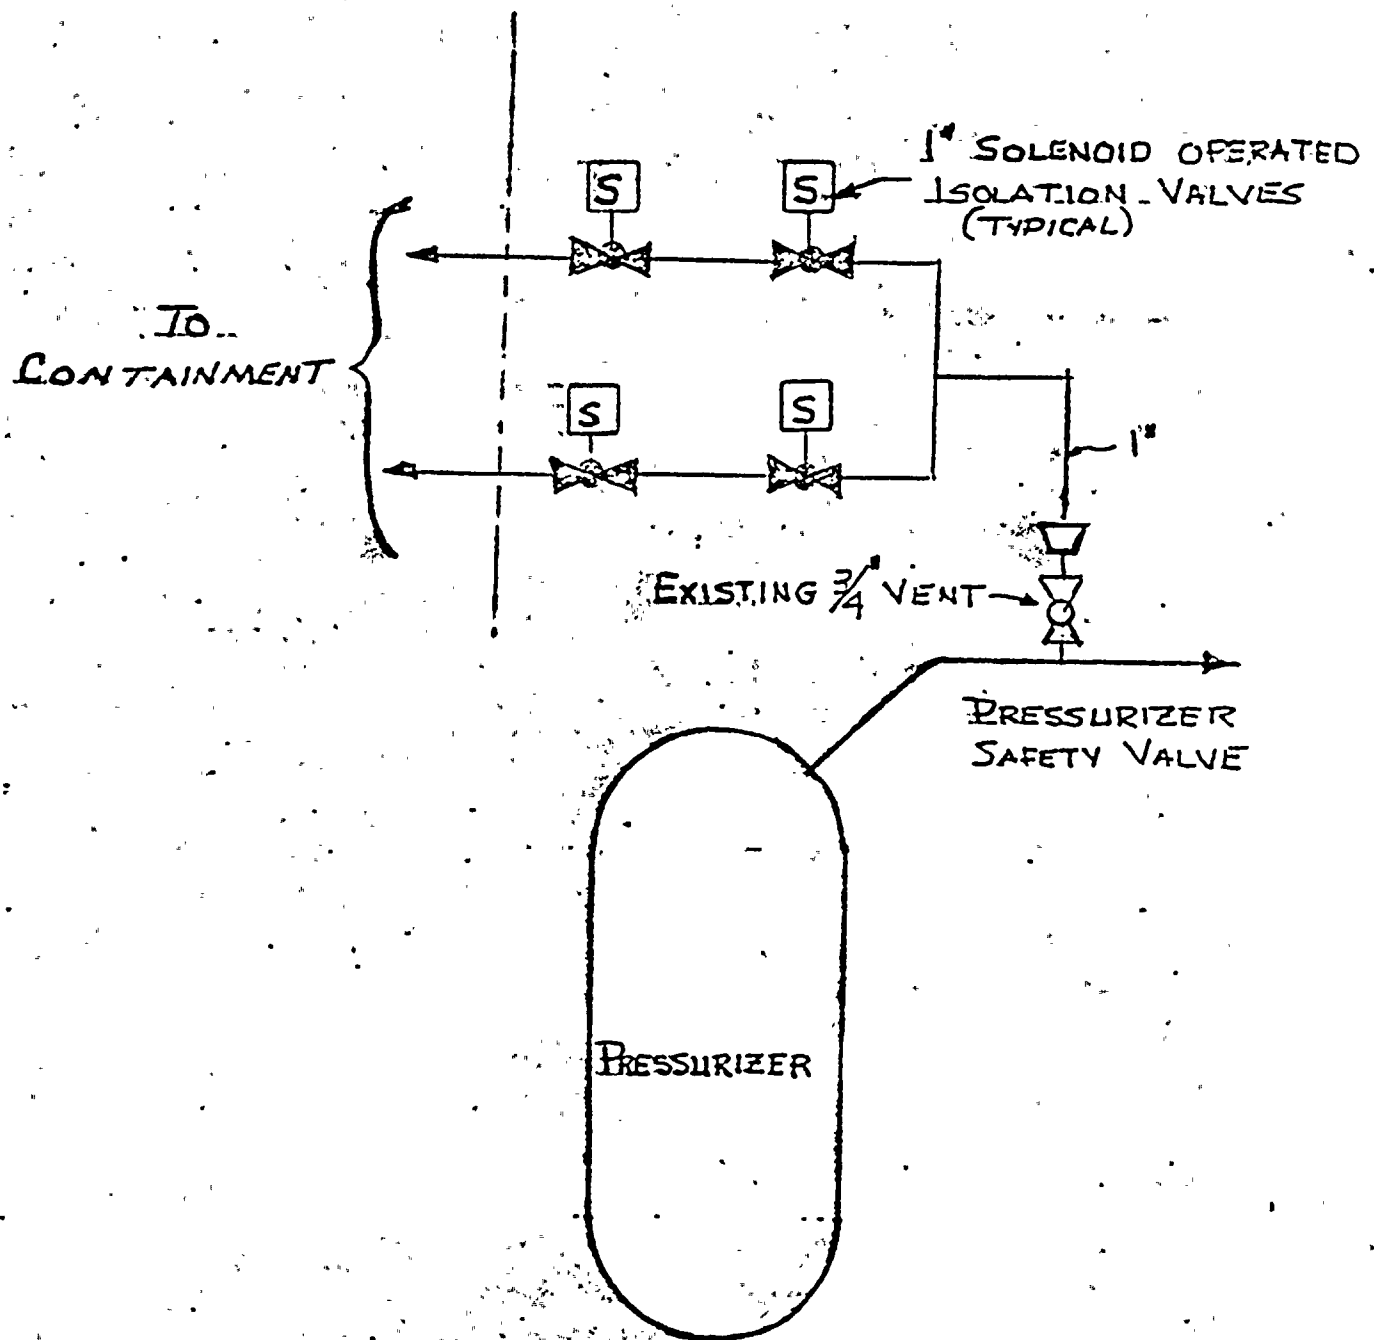 1" SOLENOID OPERATED
ISOLATION VALVES
(TYPICAL)
S
S
TO
CONTAINMENT
S
S
1"
EXISTING 3/4" VENT
PRESSURIZER
SAFETY VALVE
PRESSURIZER